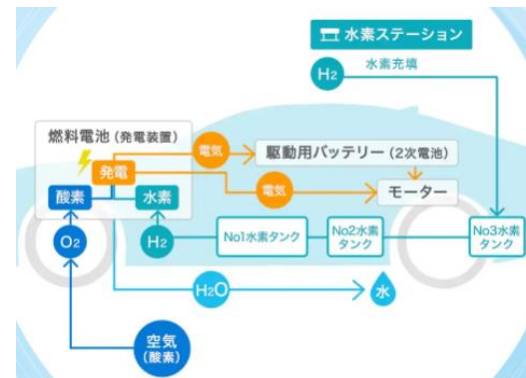 水素ステーション
H2
水素充填
燃料電池 (発電装置)
電気
駆動用バッテリー (2次電池)
発電
電気
モーター
酸素
水素
O2
H2
No1水素タンク
No2水素
タンク
No3水素
タンク
H2O
水
空気
(酸素)